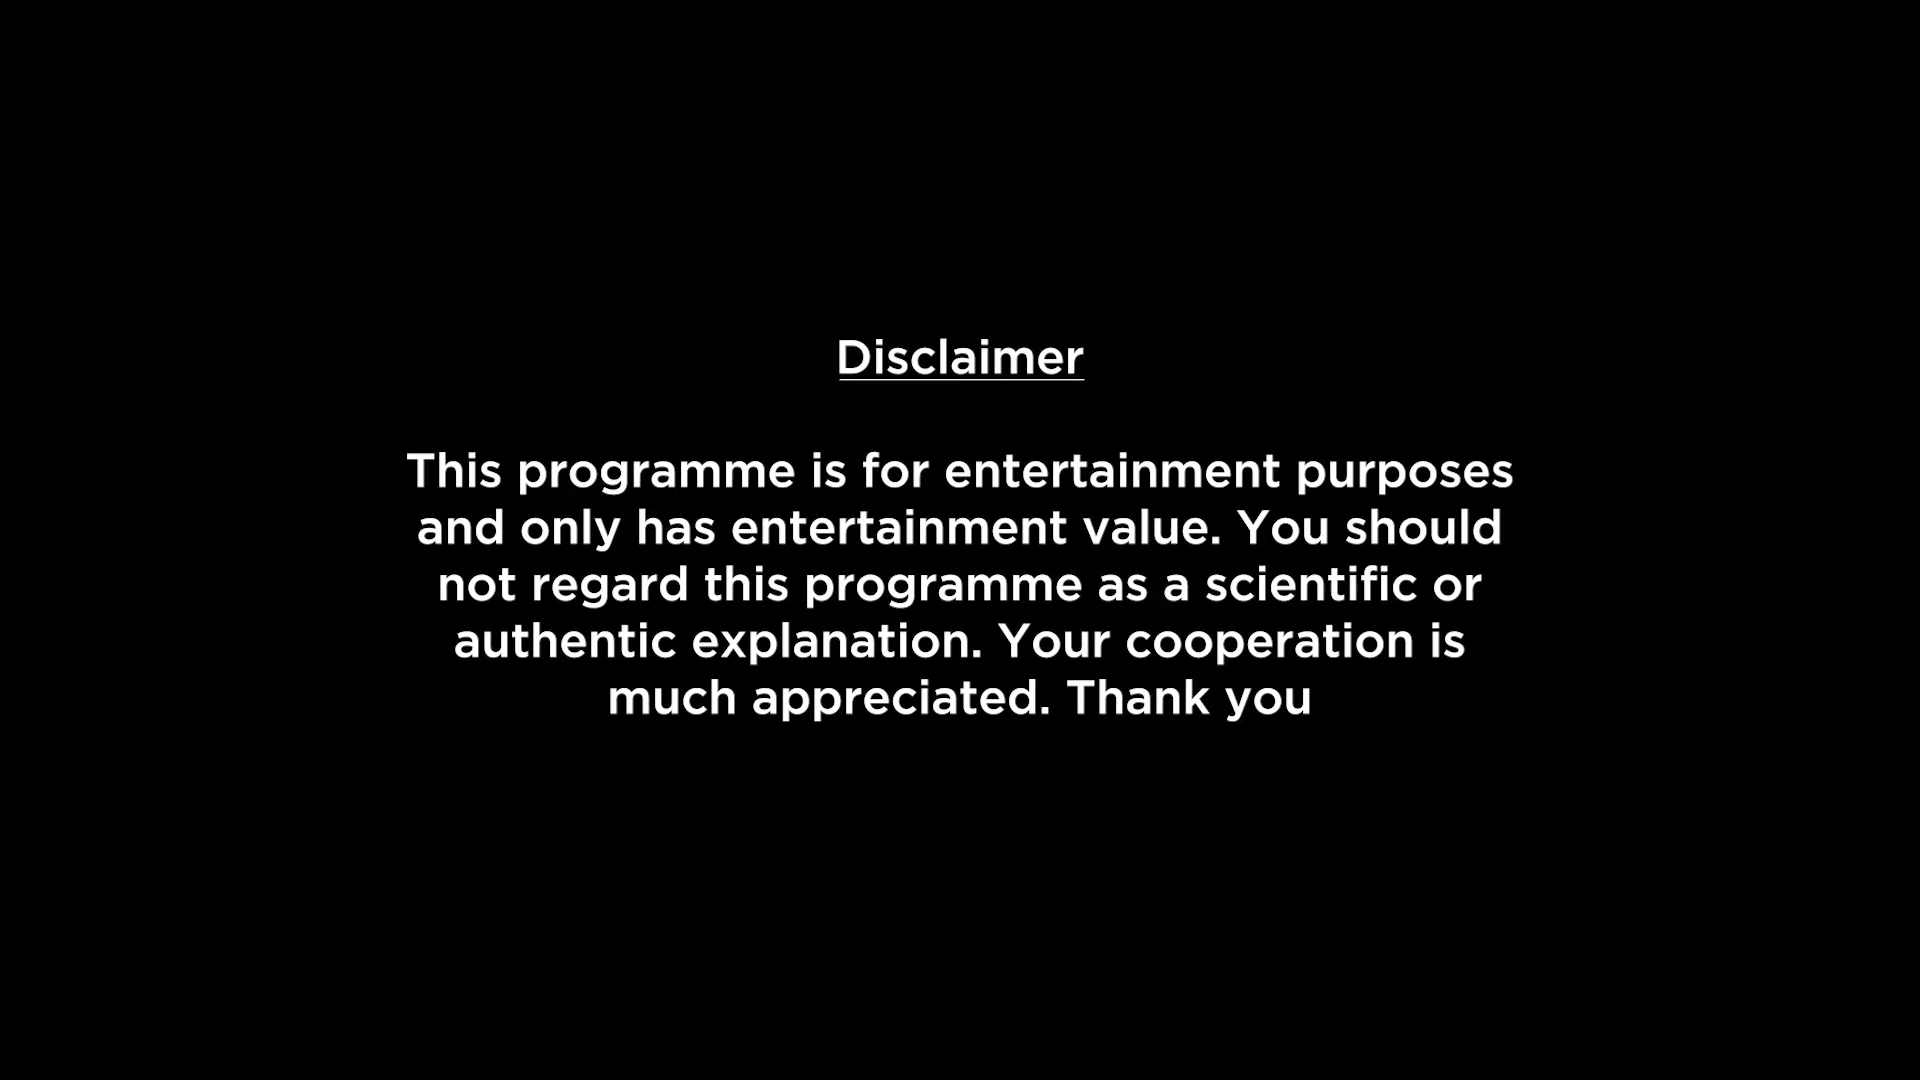 Disclaimer
This programme is for entertainment purposes
and only has entertainment value. You should
not regard this programme as a scientific or
authentic explanation. Your cooperation is
much appreciated. Thank you